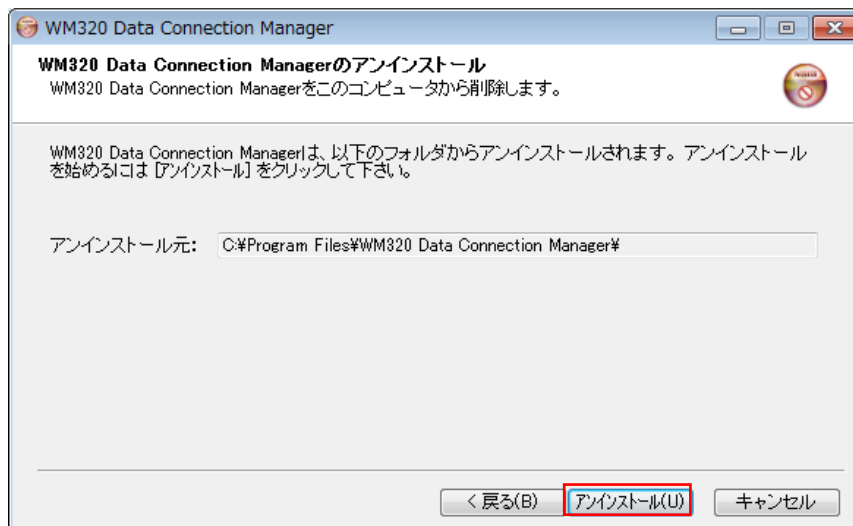 WM320 Data Connection Manager
WM320 Data Connection Managerのアンインストール
WM320 Data Connection Managerをこのコンピュータから削除します。
WM320 Data Connection Managerは、以下のフォルダからアンインストールされます。アンインストール
を始めるには [アンインストール] をクリックして下さい。
アンインストール元: C:¥Program Files¥WM320 Data Connection Manager¥
< 戻る(B) アンインストール(U) キャンセル